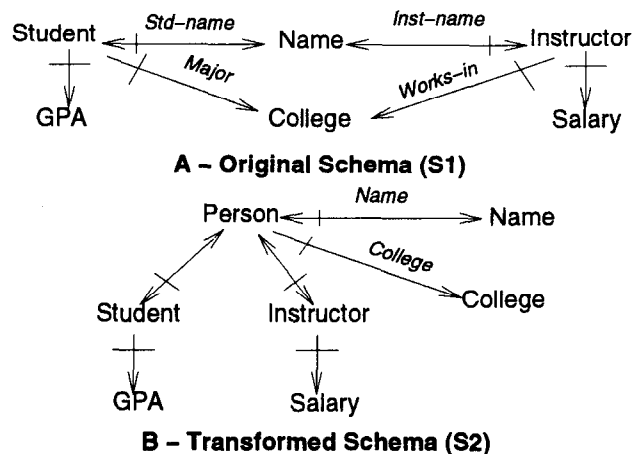 Student Std-name Name Inst-name Instructor
Major Works-in
GPA College Salary
A – Original Schema (S1)
Name
Person Name
College
College
Student Instructor
GPA Salary
B – Transformed Schema (S2)